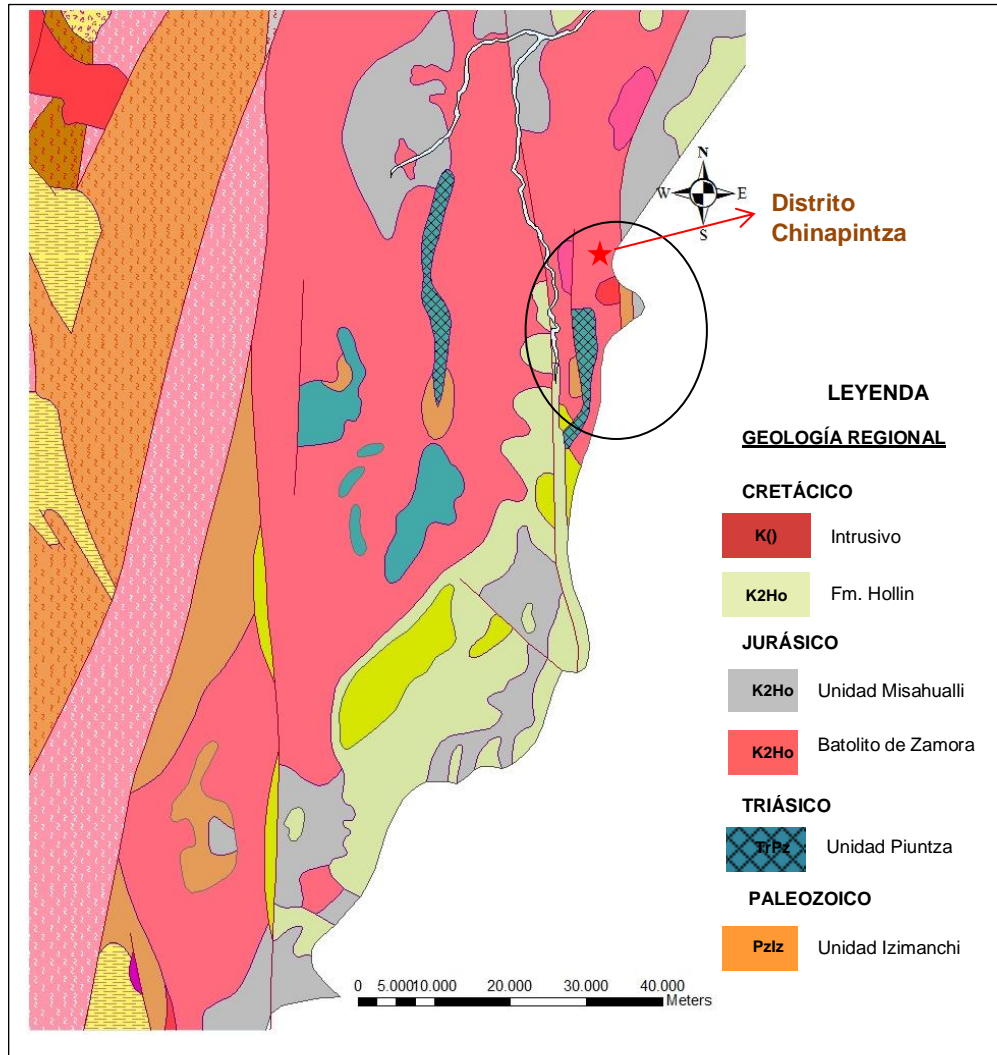 N
W E
S
Distrito
Chinapintza
LEYENDA
GEOLOGÍA REGIONAL
CRETÁCICO
K() Intrusivo
K2Ho Fm. Hollin
JURÁSICO
K2Ho Unidad Misahualli
K2Ho Batolito de Zamora
TRIÁSICO
TrPz Unidad Piuntza
PALEOZOICO
PzIz Unidad Izimanchi
0 5.000 10.000 20.000 30.000 40.000
Meters